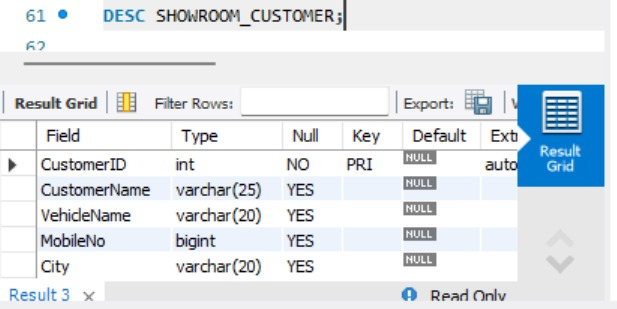 61 DESC SHOWROOM_CUSTOMER;
62
Result Grid Filter Rows: Export:
Field Type Null Key Default
CustomerID int NO PRI NULL
CustomerName varchar(25) YES NULL
VehicleName varchar(20) YES NULL
MobileNo bigint YES NULL
City varchar(20) YES NULL
Result Grid
Result 3 Read Only